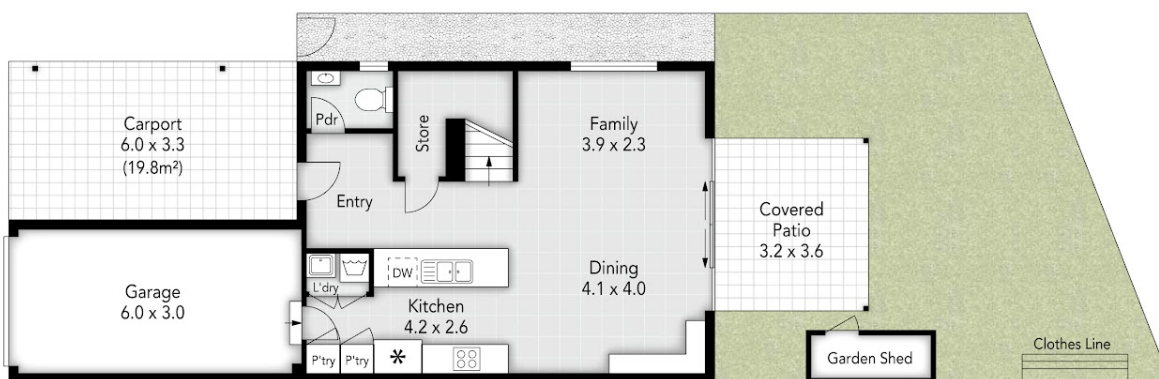 Carport
6.0 x 3.3
(19.8m²)
Pdr
Store
Family
3.9 x 2.3
Entry
Covered
Patio
3.2 x 3.6
Garage
6.0 x 3.0
L'dry
DW
Kitchen
4.2 x 2.6
Dining
4.1 x 4.0
P'try
P'try
Garden Shed
Clothes Line